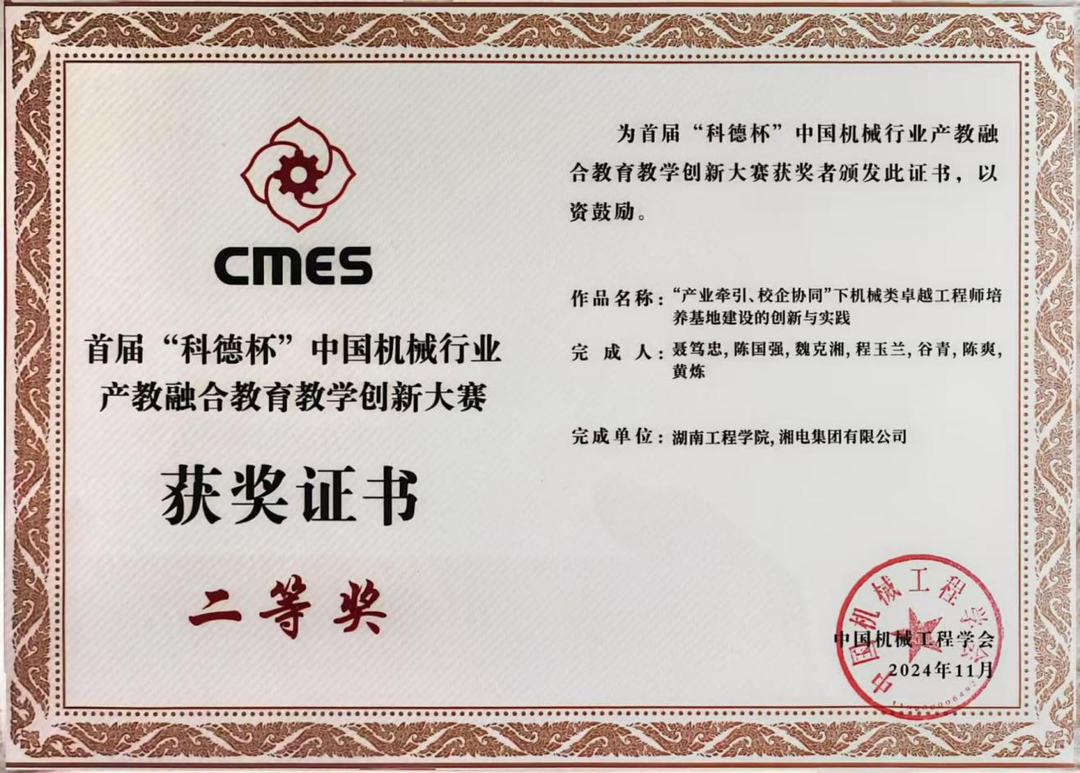 CMES
首届“科德杯”中国机械行业
产教融合教育教学创新大赛
获奖证书
二等奖
为首届“科德杯”中国机械行业产教融
合教育教学创新大赛获奖者颁发此证书，以
资鼓励。
作品名称：“产业牵引、校企协同”下机械类卓越工程师培
养基地建设的创新与实践
完成人：聂笃忠, 陈国强, 魏克湘, 程玉兰, 谷青, 陈爽,
黄炼
完成单位：湖南工程学院, 湘电集团有限公司
中国机械工程学会
中国机械工程学会
2024年11月